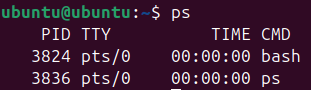 ubuntu@ubuntu:~$ ps
    PID TTY          TIME CMD
   3824 pts/0    00:00:00 bash
   3836 pts/0    00:00:00 ps